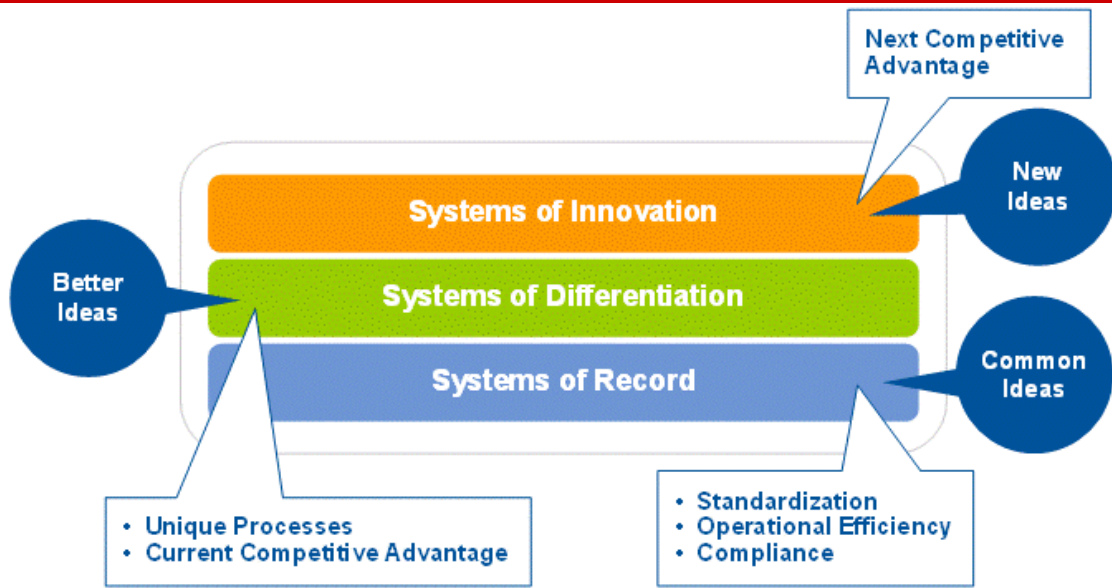 Next Competitive
Advantage
New
Ideas
Systems of Innovation
Better
Ideas
Systems of Differentiation
Systems of Record
Common
Ideas
• Unique Processes
• Current Competitive Advantage
• Standardization
• Operational Efficiency
• Compliance